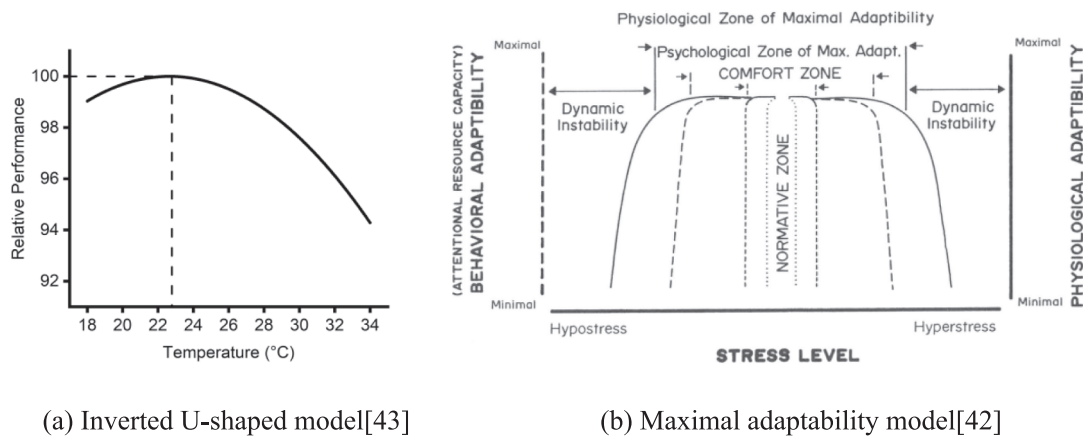 100
98
96
94
92
Relative Performance
18 20 22 24 26 28 30 32 34
Temperature (°C)
(a) Inverted U-shaped model[43]
Physiological Zone of Maximal Adaptibility
Psychological Zone of Max. Adapt.
COMFORT ZONE
Maximal
Maximal
Dynamic
Instability
Dynamic
Instability
NORMATIVE ZONE
(ATTENTIONAL RESOURCE CAPACITY)
BEHAVIORAL ADAPTIBILITY
PHYSIOLOGICAL ADAPTIBILITY
Minimal
Minimal
Hypostress
Hyperstress
STRESS LEVEL
(b) Maximal adaptability model[42]